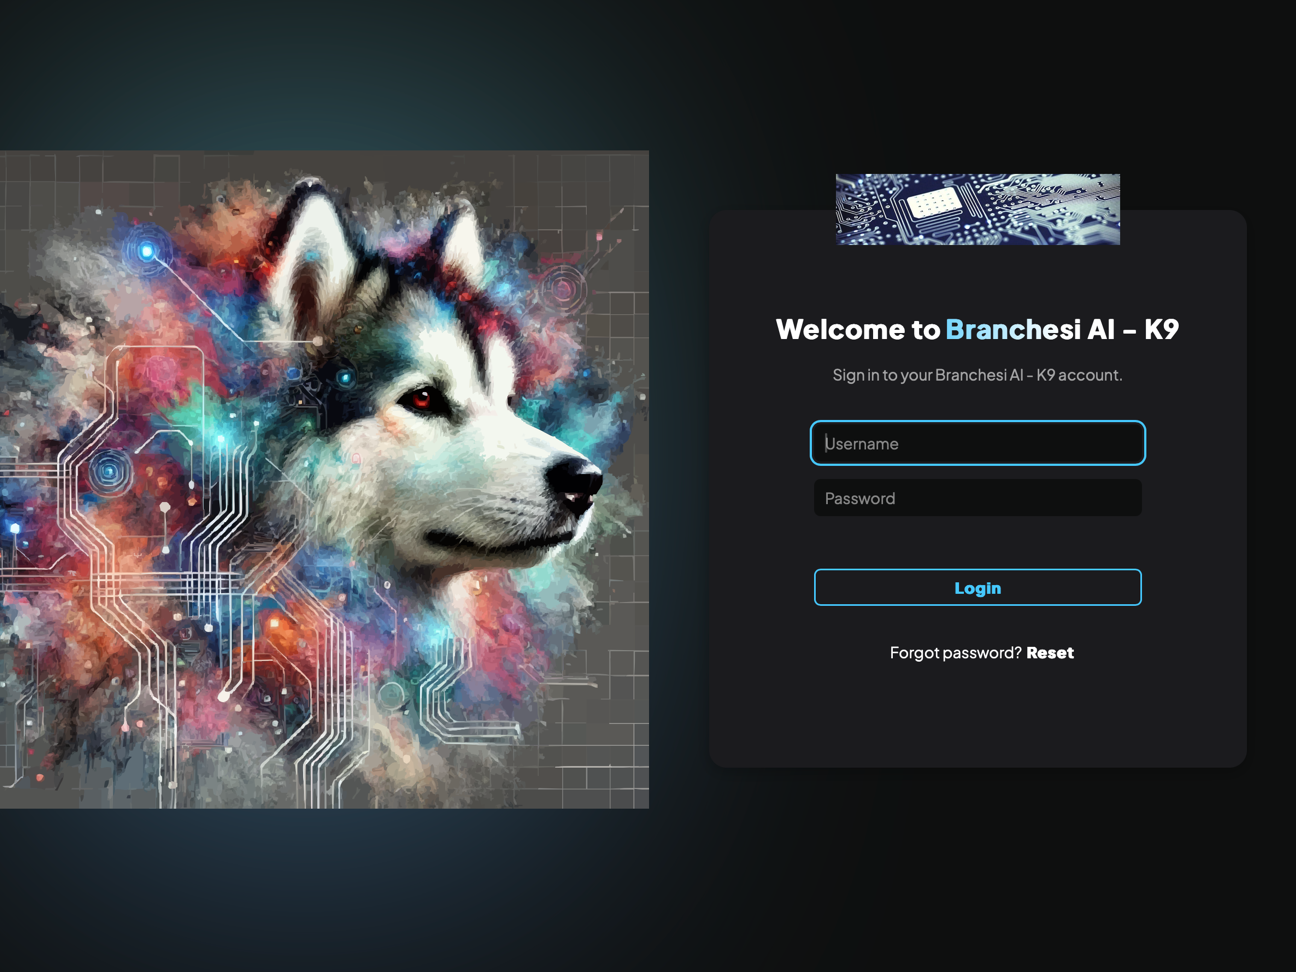 Welcome to Branchesi AI - K9
Sign in to your Branchesi AI - K9 account.
Username
Password
Login
Forgot password? Reset